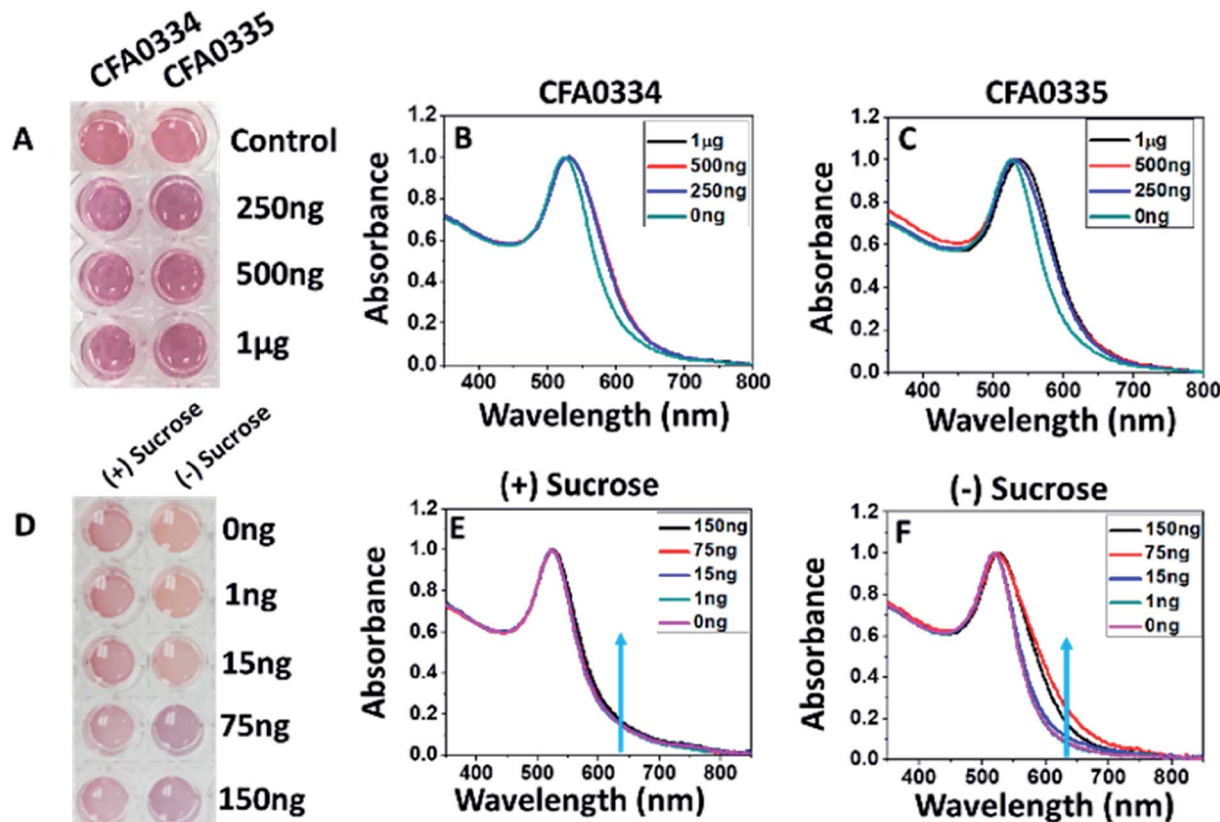 CFA0334
CFA0335
A
Control
250ng
500ng
1µg
CFA0334
B
1µg
500ng
250ng
0ng
Absorbance
1.2
1.0
0.8
0.6
0.4
0.2
0.0
400 500 600 700 800
Wavelength (nm)
CFA0335
C
1µg
500ng
250ng
0ng
Absorbance
1.2
1.0
0.8
0.6
0.4
0.2
0.0
400 500 600 700 800
Wavelength (nm)
(+) Sucrose
(-) Sucrose
D
0ng
1ng
15ng
75ng
150ng
(+) Sucrose
E
150ng
75ng
15ng
1ng
0ng
Absorbance
1.2
1.0
0.8
0.6
0.4
0.2
0.0
400 500 600 700 800
Wavelength (nm)
(-) Sucrose
F
150ng
75ng
15ng
1ng
0ng
Absorbance
1.2
1.0
0.8
0.6
0.4
0.2
0.0
400 500 600 700 800
Wavelength (nm)